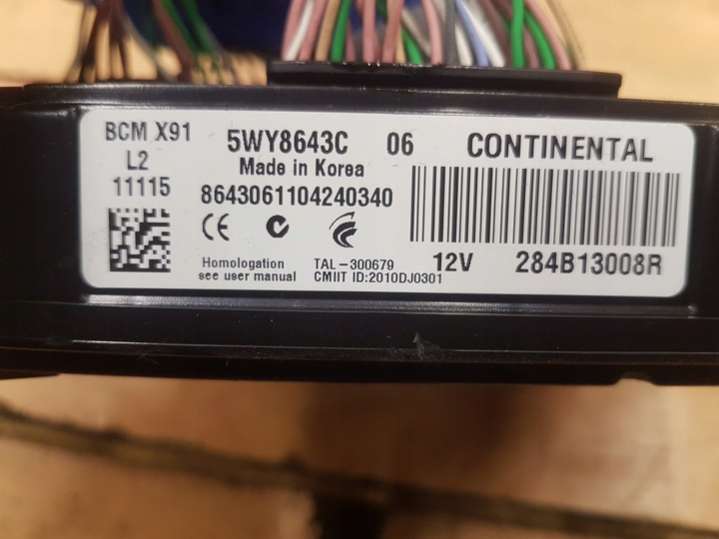 BCM X91
L2
11115
5WY8643C 06 CONTINENTAL
Made in Korea
8643061104240340
CE
Homologation
see user manual
TAL-300679
CMIIT ID:2010DJ0301
12V 284B13008R